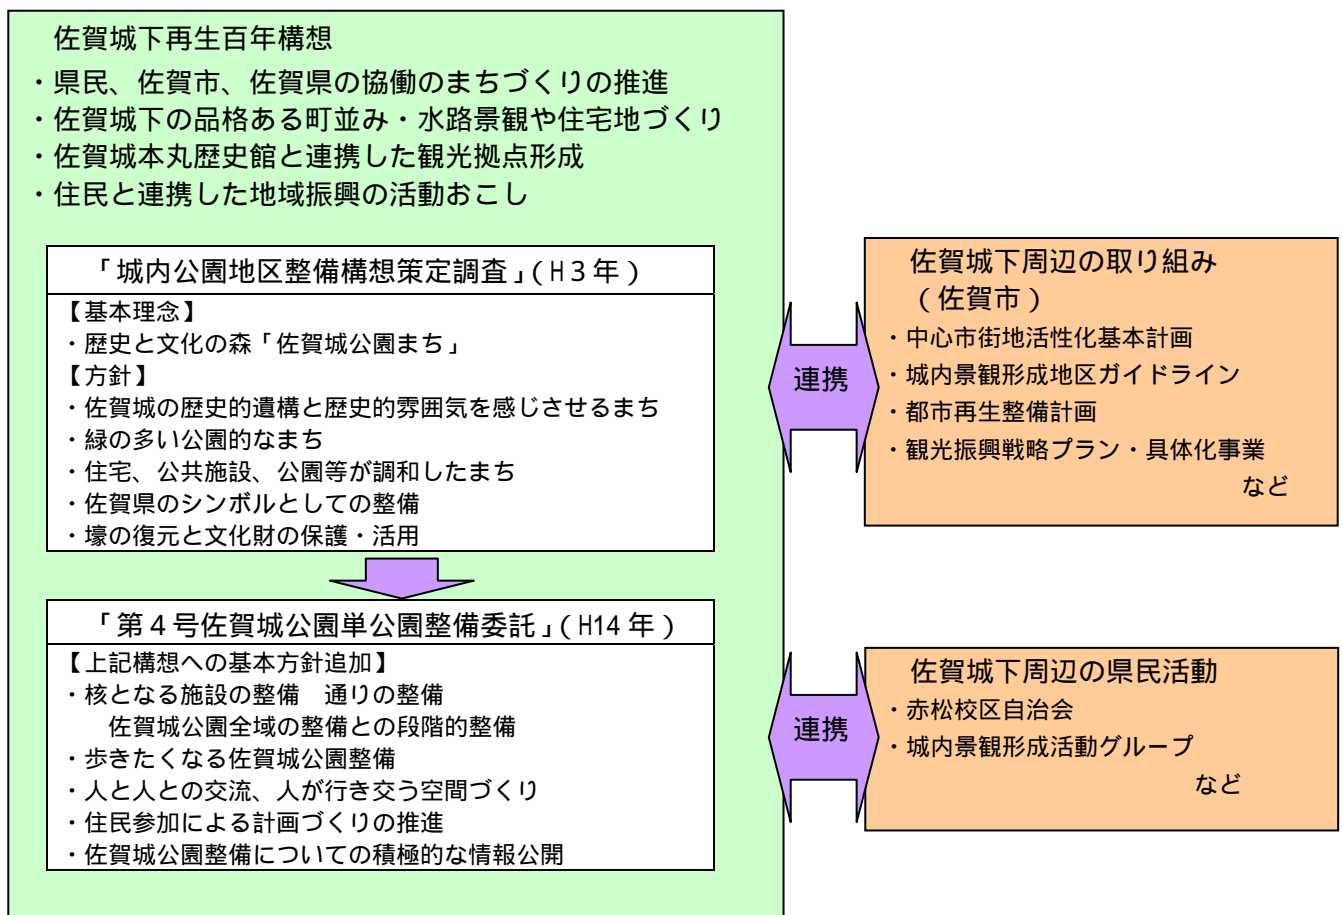 佐賀城下再生百年構想
・県民、佐賀市、佐賀県の協働のまちづくりの推進
・佐賀城下の品格ある町並み・水路景観や住宅地づくり
・佐賀城本丸歴史館と連携した観光拠点形成
・住民と連携した地域振興の活動おこし
「城内公園地区整備構想策定調査」(H3年)
【基本理念】
・歴史と文化の森「佐賀城公園まち」
【方針】
・佐賀城の歴史的遺構と歴史的雰囲気を感じさせるまち
・緑の多い公園的なまち
・住宅、公共施設、公園等が調和したまち
・佐賀県のシンボルとしての整備
・壕の復元と文化財の保護・活用
「第4号佐賀城公園単公園整備委託」(H14年)
【上記構想への基本方針追加】
・核となる施設の整備　通りの整備
佐賀城公園全域の整備との段階的整備
・歩きたくなる佐賀城公園整備
・人と人との交流、人が行き交う空間づくり
・住民参加による計画づくりの推進
・佐賀城公園整備についての積極的な情報公開
連携
佐賀城下周辺の取り組み
(佐賀市)
・中心市街地活性化基本計画
・城内景観形成地区ガイドライン
・都市再生整備計画
・観光振興戦略プラン・具体化事業
など
連携
佐賀城下周辺の県民活動
・赤松校区自治会
・城内景観形成活動グループ
など